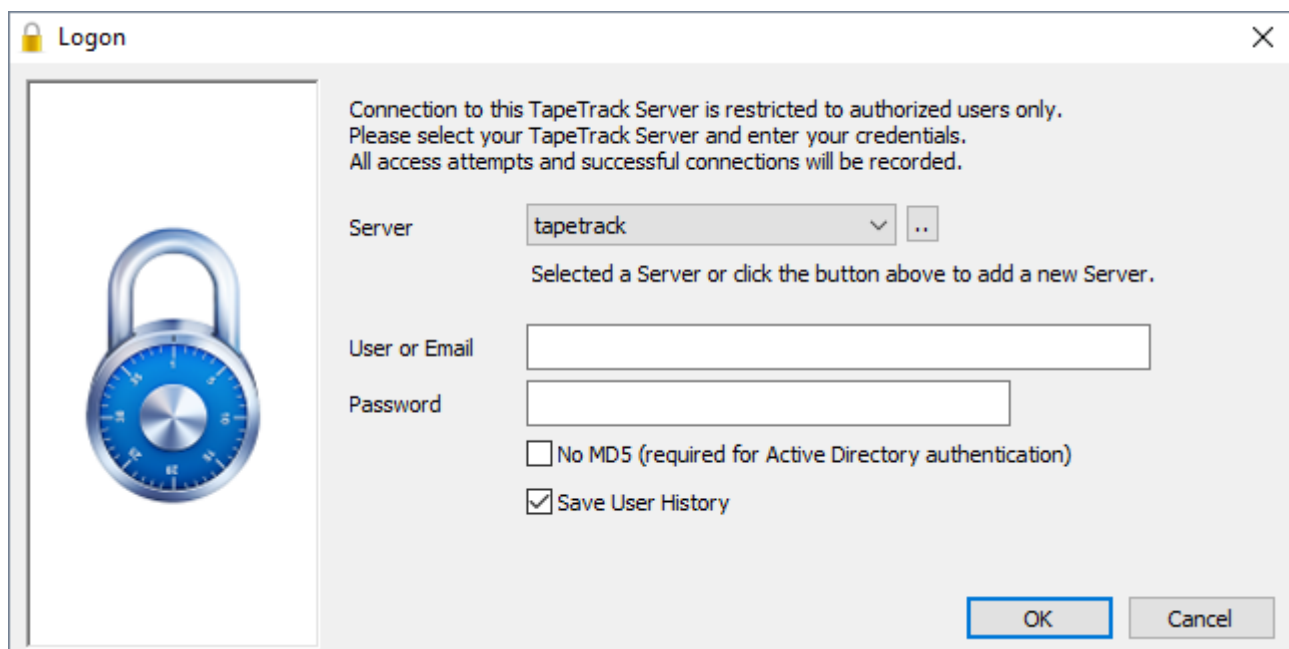 Logon
Connection to this TapeTrack Server is restricted to authorized users only.
Please select your TapeTrack Server and enter your credentials.
All access attempts and successful connections will be recorded.
Server
tapetrack
..
Selected a Server or click the button above to add a new Server.
User or Email
Password
No MD5 (required for Active Directory authentication)
Save User History
OK
Cancel